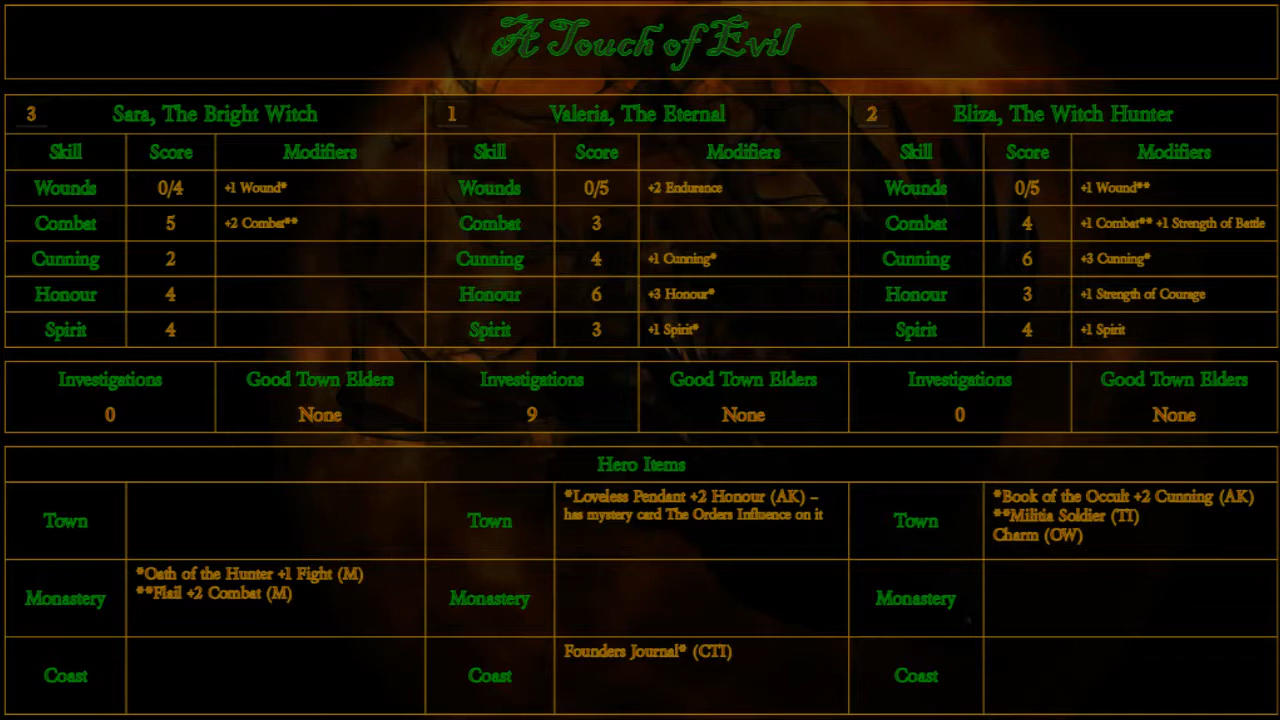 A Touch of Evil
3 Sara, The Bright Witch 1 Valeria, The Eternal 2 Eliza, The Witch Hunter
Skill Score Modifiers Skill Score Modifiers Skill Score Modifiers
Wounds 0/4 +1 Wound* Wounds 0/5 +2 Endurance Wounds 0/5 +1 Wound**
Combat 5 +2 Combat** Combat 3 Combat 4 +1 Combat** +1 Strength of Battle
Cunning 2 Cunning 4 +1 Cunning* Cunning 6 +3 Cunning*
Honour 4 Honour 6 +3 Honour* Honour 3 +1 Strength of Courage
Spirit 4 Spirit 3 +1 Spirit* Spirit 4 +1 Spirit
Investigations Good Town Elders Investigations Good Town Elders Investigations Good Town Elders
0 None 9 None 0 None
Hero Items
Town
Town
*Loveless Pendant +2 Honour (AK) –
has mystery card The Orders Influence on it
Town
*Book of the Occult +2 Cunning (AK)
**Militia Soldier (TI)
Charm (OW)
Monastery
*Oath of the Hunter +1 Fight (M)
**Flail +2 Combat (M)
Monastery
Monastery
Coast
Coast
Founders Journal* (CTI)
Coast